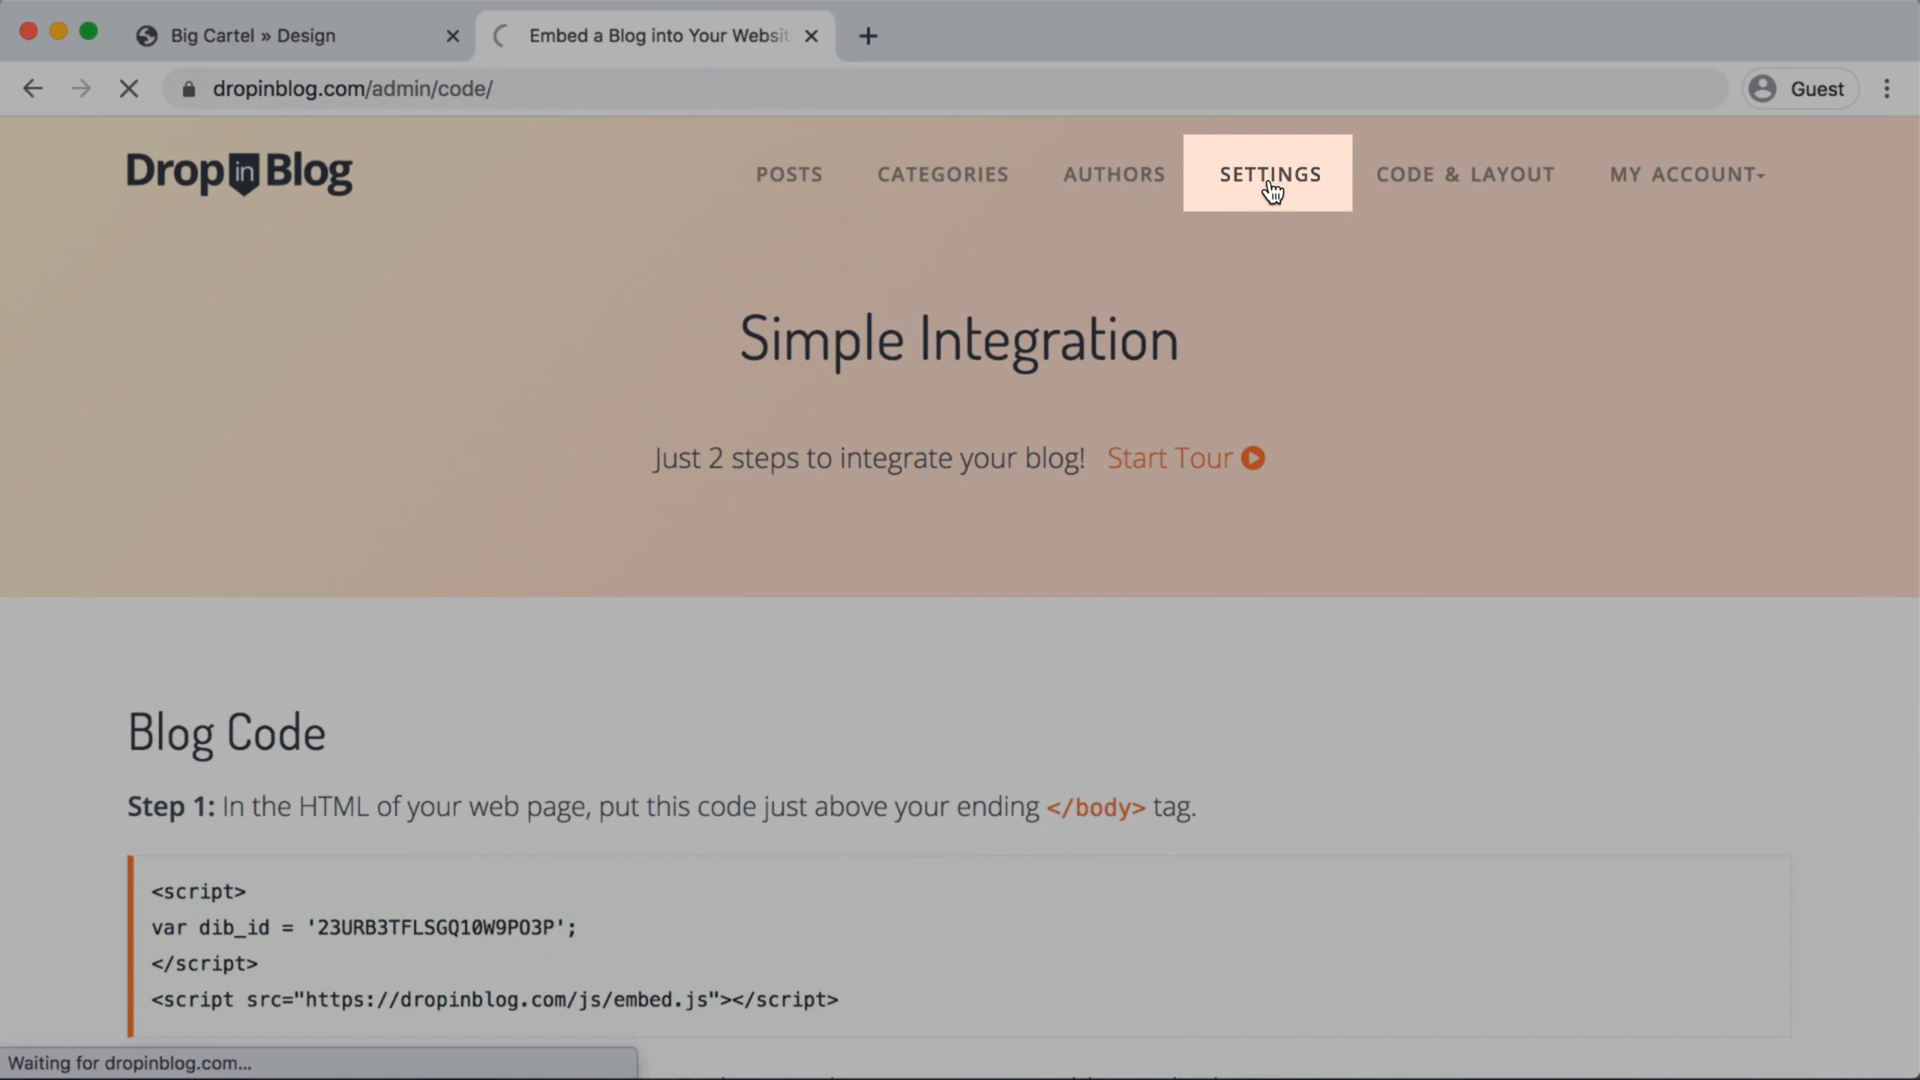 Big Cartel » Design
Embed a Blog into Your Websit
dropinblog.com/admin/code/
Guest
Drop in Blog
POSTS
CATEGORIES
AUTHORS
SETTINGS
CODE & LAYOUT
MY ACCOUNT
Simple Integration
Just 2 steps to integrate your blog! Start Tour
Blog Code
Step 1: In the HTML of your web page, put this code just above your ending </body> tag.
<script>
var dib_id = '23URB3TFLSGQ10W9PO3P';
</script>
<script src="https://dropinblog.com/js/embed.js"></script>
Waiting for dropinblog.com...